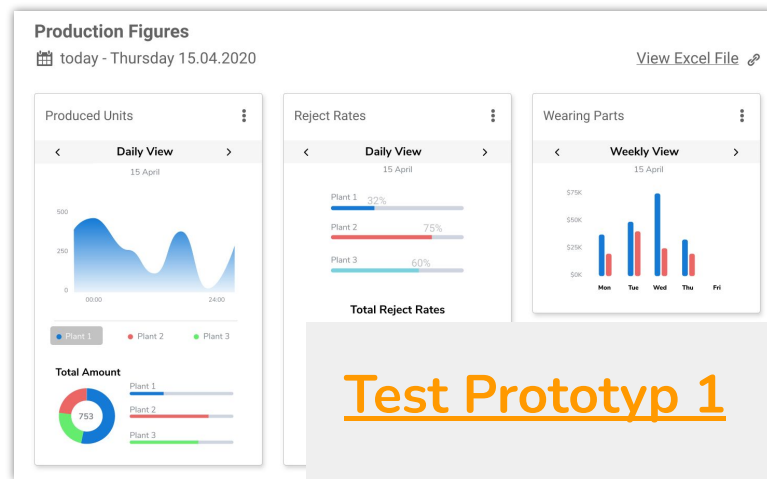 Production Figures
today - Thursday 15.04.2020
View Excel File
Produced Units
Daily View
15 April
500
250
0
00:00
24:00
Plant 1
Plant 2
Plant 3
Total Amount
753
Plant 1
Plant 2
Plant 3
Reject Rates
Daily View
15 April
Plant 1
32%
Plant 2
75%
Plant 3
60%
Total Reject Rates
Wearing Parts
Weekly View
15 April
$75K
$50K
$25K
$0K
Mon Tue Wed Thu Fri
Test Prototyp 1